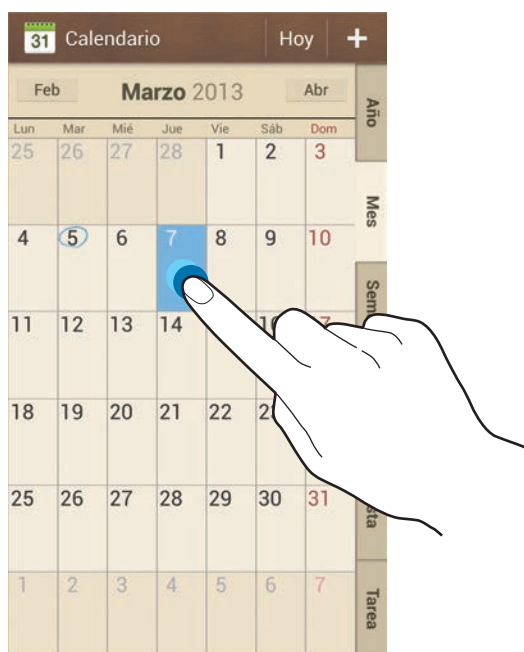 31 Calendario Hoy +
Feb Marzo 2013 Abr
Lun Mar Mié Jue Vie Sáb Dom
25 26 27 28 1 2 3
4 5 6 7 8 9 10
11 12 13 14
18 19 20 21 22
25 26 27 28 29 30 31
1 2 3 4 5 6 7
Año
Mes
Tarea